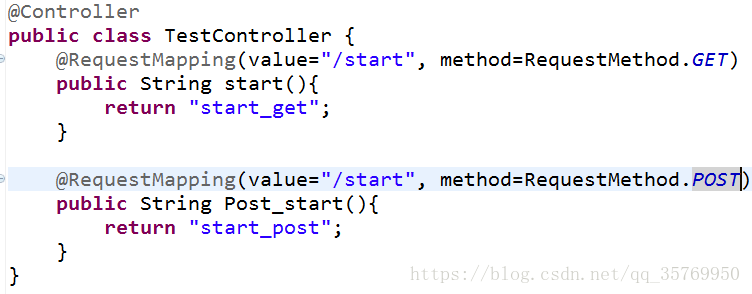 @Controller
public class TestController {
    @RequestMapping(value="/start", method=RequestMethod.GET)
    public String start(){
        return "start_get";
    }

    @RequestMapping(value="/start", method=RequestMethod.POST)
    public String Post_start(){
        return "start_post";
    }
}
https://blog.csdn.net/qq_35769950